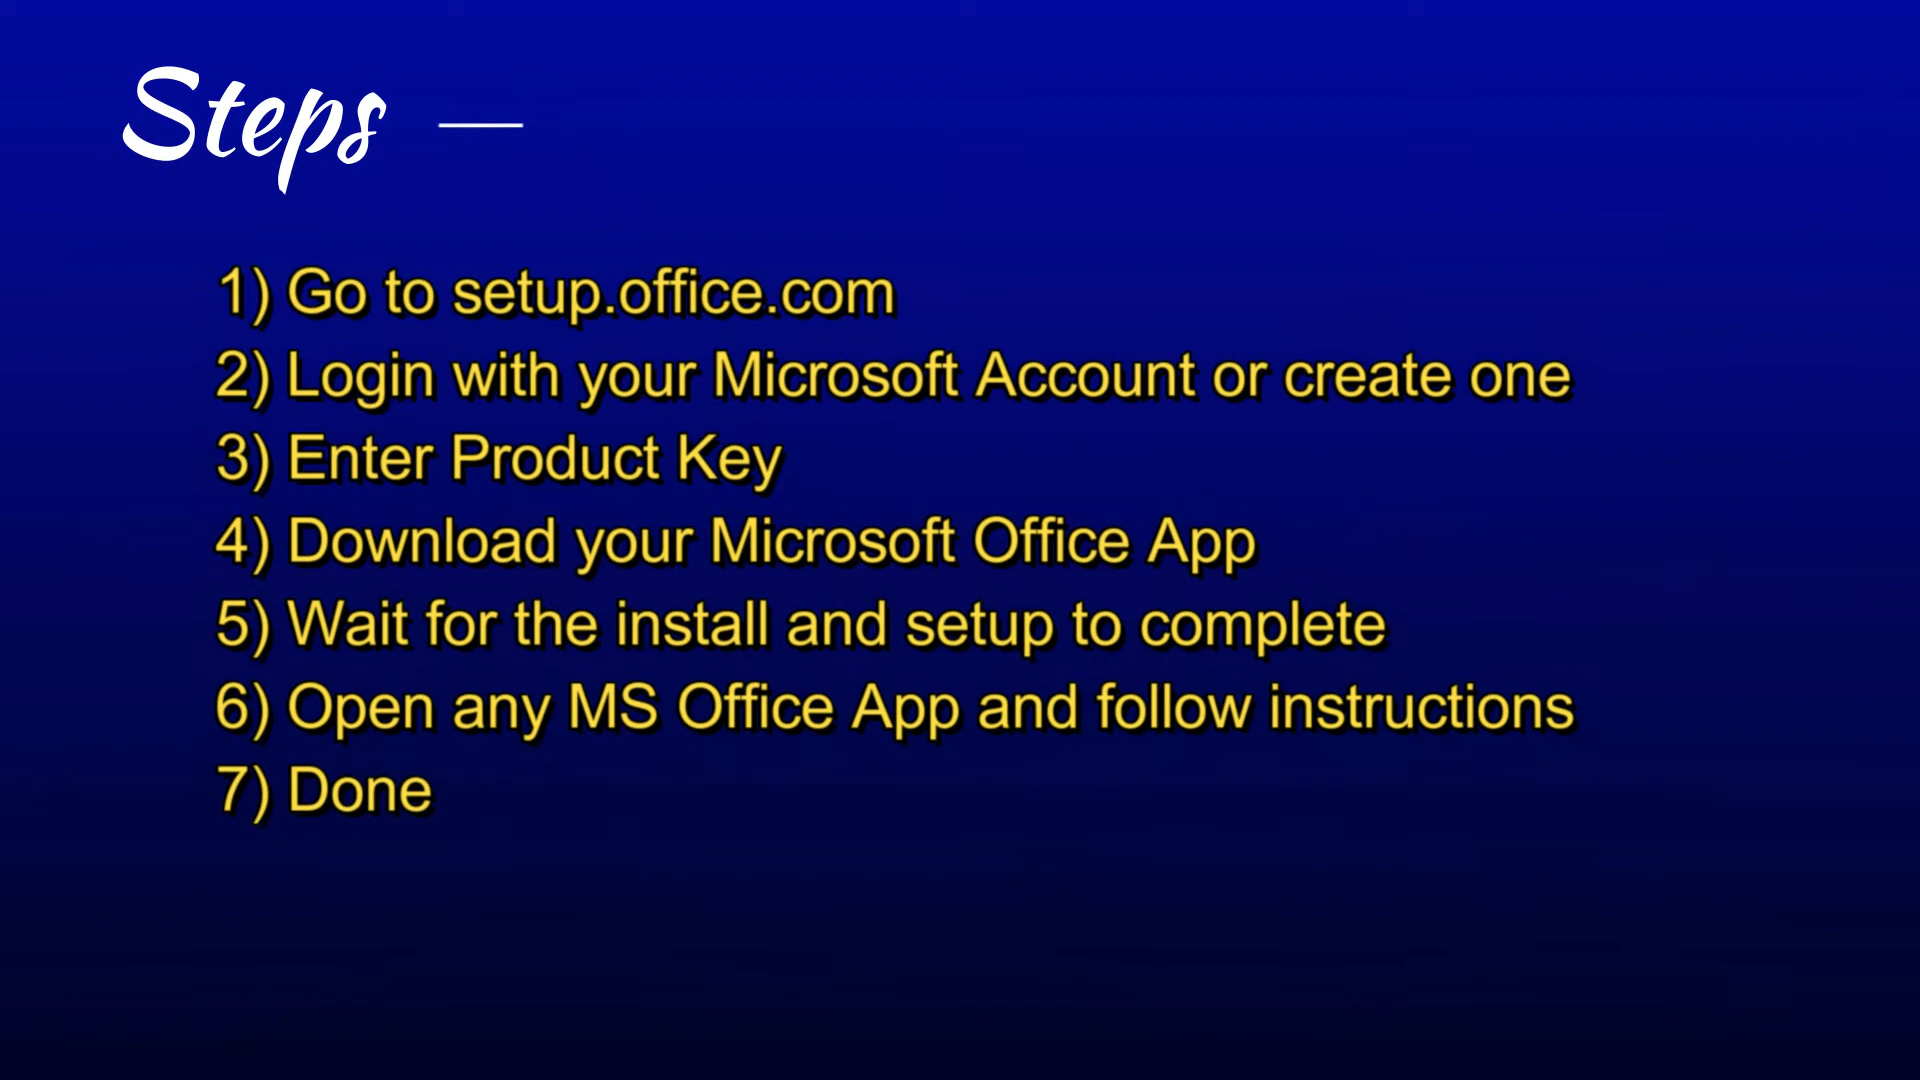 Steps —
1) Go to setup.office.com
2) Login with your Microsoft Account or create one
3) Enter Product Key
4) Download your Microsoft Office App
5) Wait for the install and setup to complete
6) Open any MS Office App and follow instructions
7) Done